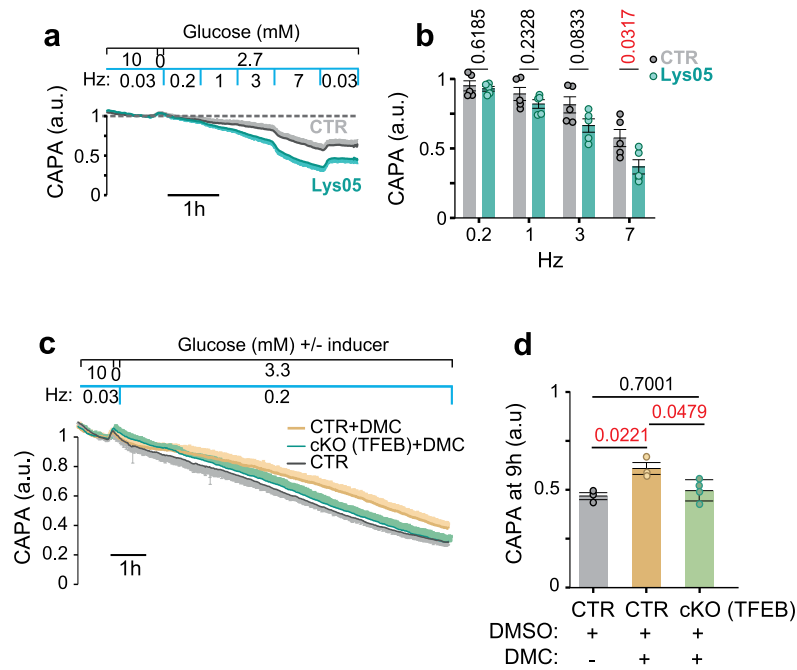 a
Glucose (mM)
10 0 2.7
Hz: 0.03 0.2 1 3 7 0.03
CAPA (a.u.)
1
0.5
0
CTR
Lys05
1h
b
0.6185 0.2328 0.0833 0.0317
CTR
Lys05
CAPA (a.u.)
1
0.5
0
0.2 1 3 7
Hz
c
Glucose (mM) +/- inducer
10 0 3.3
Hz: 0.03 0.2
CAPA (a.u.)
1
0.8
0.6
0.4
0.2
0
CTR+DMC
cKO (TFEB)+DMC
CTR
1h
d
0.7001
0.0479
0.0221
CAPA at 9h (a.u)
1
0.5
0
CTR CTR cKO (TFEB)
DMSO: + + +
DMC: - + +